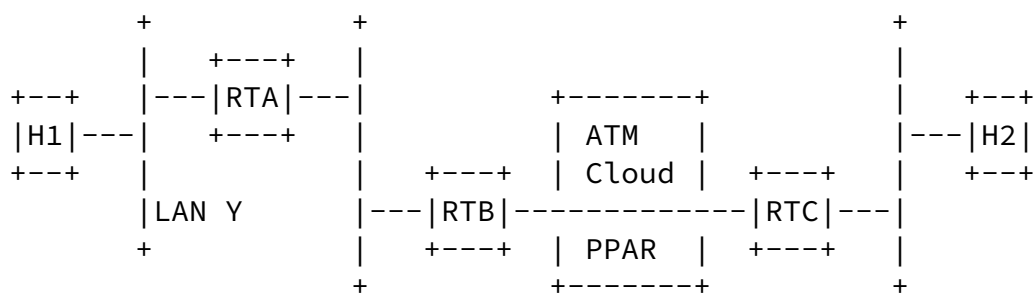 +             +                                +
                 |    +----+   |                                |
+--+     |---|RTA|---|            +-------+            |   +--+
|H1|---|    +----+   |            | ATM   |            |---|H2|
+--+     |             |   +---+  | Cloud |  +---+   |   +--+
         |LAN Y        |---|RTB|-------------|RTC|---|
         +             |   +---+  | PPAR  |  +---+   |
                       +            +-------+            +